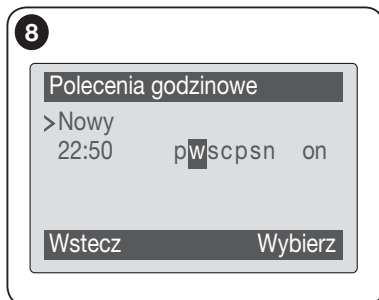 8
Polecenia godzinowe
>Nowy
22:50 pwscpsn on
Wstecz Wybierz